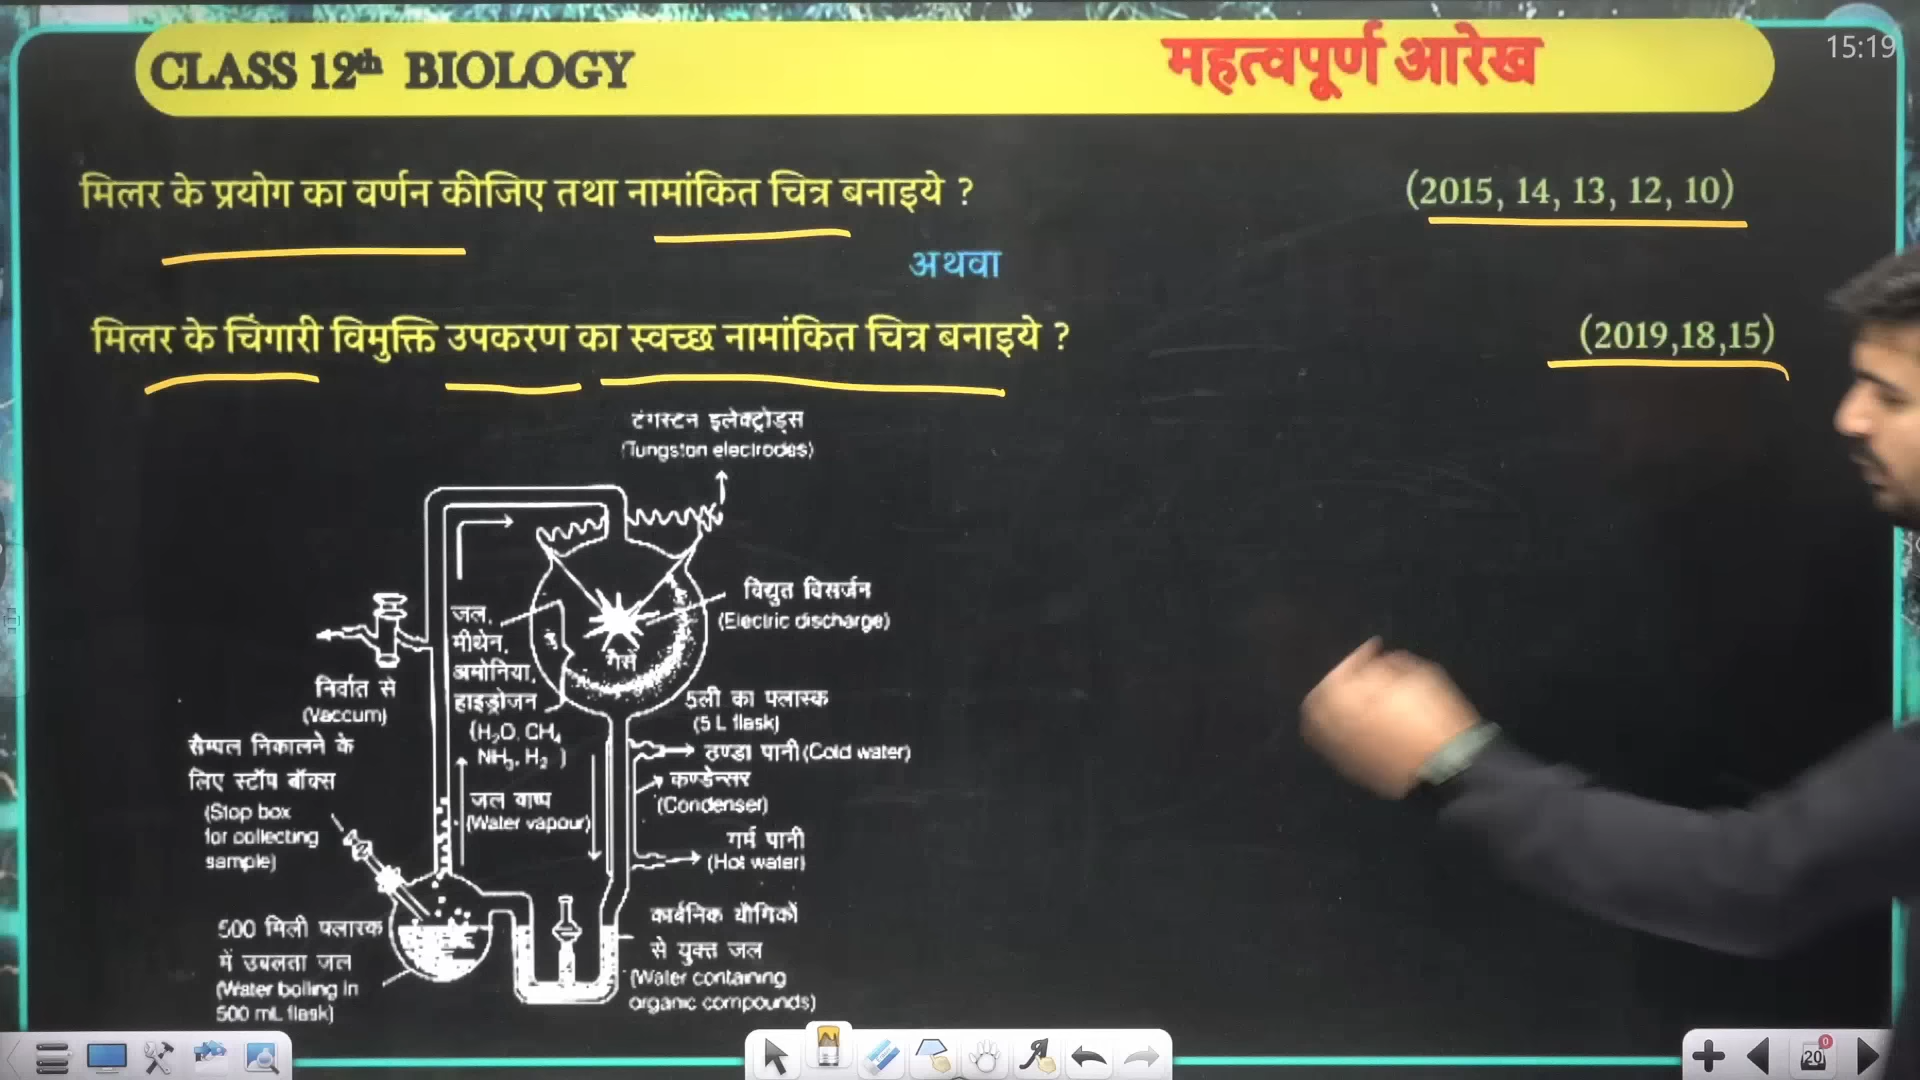 CLASS 12th BIOLOGY
महत्वपूर्ण आरेख
15:19
मिलर के प्रयोग का वर्णन कीजिए तथा नामांकित चित्र बनाइये ?
(2015, 14, 13, 12, 10)
अथवा
मिलर के चिंगारी विमुक्ति उपकरण का स्वच्छ नामांकित चित्र बनाइये ?
(2019,18,15)
टंगस्टन इलेक्ट्रोड्स
(Tungston electrodes)
विद्युत विसर्जन
(Electric discharge)
जल,
मीथेन,
अमोनिया,
हाइड्रोजन
(H₂O, CH₄
NH₃, H₂ )
गैसें
निर्वात से
(Vaccum)
5ली का फ्लास्क
(5 L flask)
ठण्डा पानी (Cold water)
कण्डेन्सर
(Condenser)
सैम्पल निकालने के
लिए स्टॉप बॉक्स
(Stop box
for collecting
sample)
जल वाष्प
(Water vapour)
गर्म पानी
(Hot water)
500 मिली फ्लास्क
में उबलता जल
(Water boiling in
500 mL flask)
कार्बनिक यौगिकों
से युक्त जल
(Water containing
organic compounds)
20
0